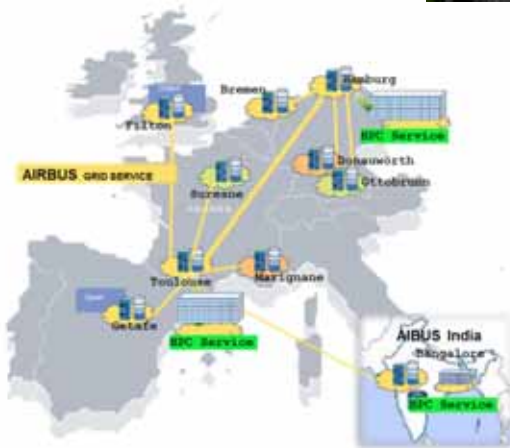 Hamburg
Bremen
Filton
HPC Service
Donauwörth
Ottobrunn
AIRBUS GRID SERVICE
Suresne
Toulouse
Marignane
Getafe
HPC Service
AIBUS India
Bangalore
HPC Service